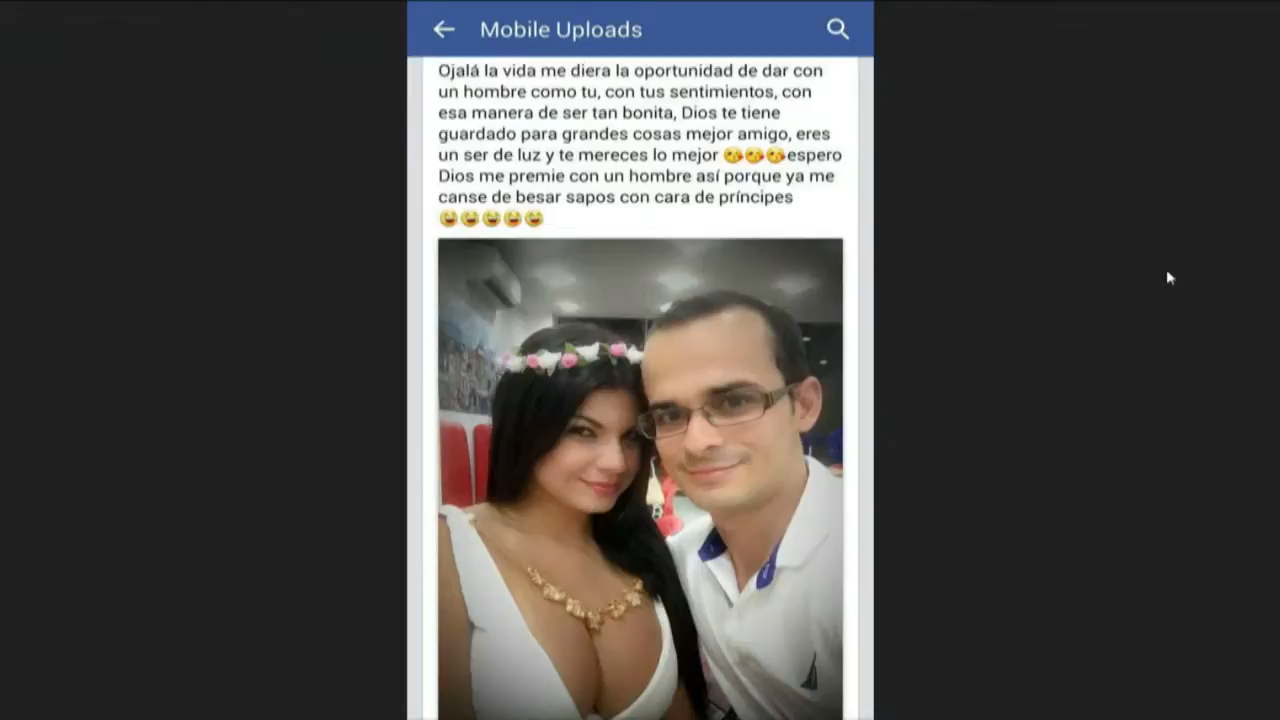 Mobile Uploads
Ojalá la vida me diera la oportunidad de dar con
un hombre como tu, con tus sentimientos, con
esa manera de ser tan bonita, Dios te tiene
guardado para grandes cosas mejor amigo, eres
un ser de luz y te mereces lo mejor 😘😘😘espero
Dios me premie con un hombre así porque ya me
canse de besar sapos con cara de príncipes
😂😂😂😂😂